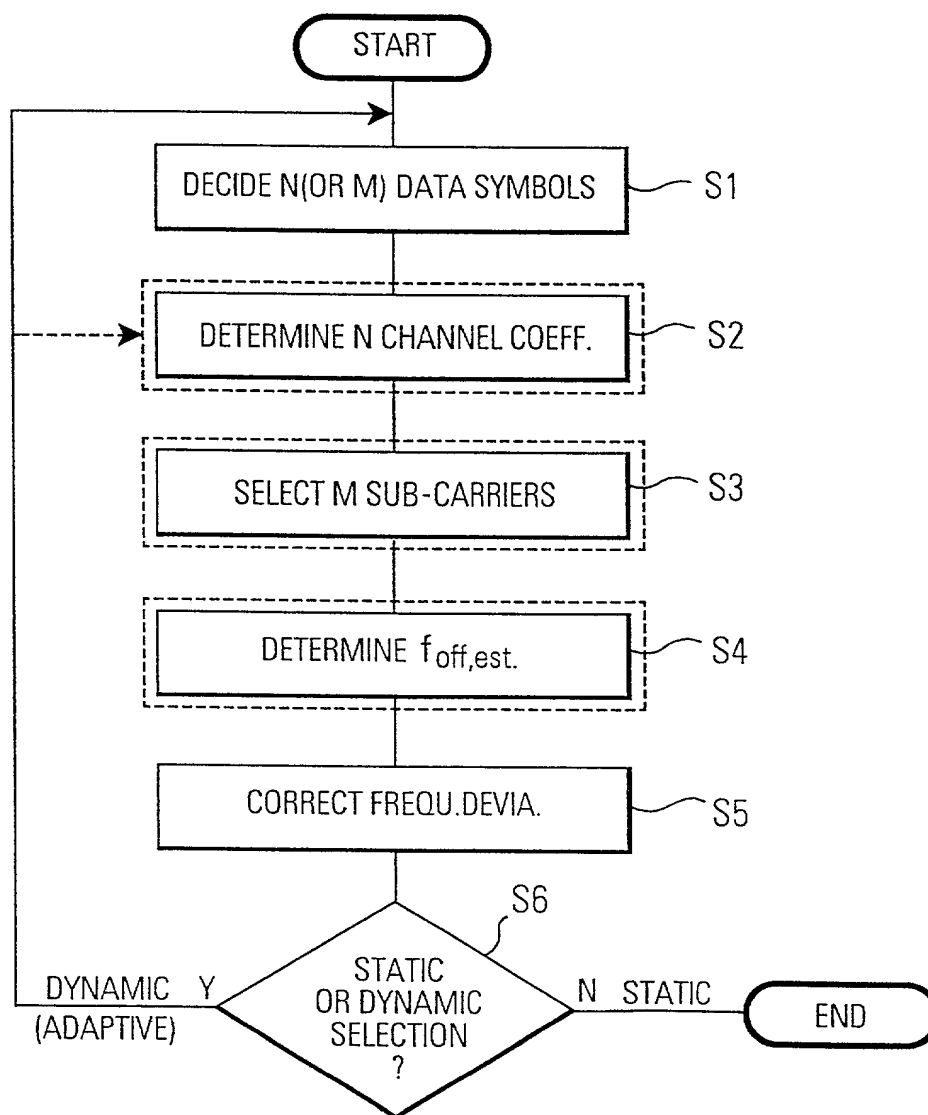 START
DECIDE N(OR M) DATA SYMBOLS
S1
DETERMINE N CHANNEL COEFF.
S2
SELECT M SUB-CARRIERS
S3
DETERMINE foff,est.
S4
CORRECT FREQU.DEVIA.
S5
S6
STATIC
OR DYNAMIC
SELECTION
?
DYNAMIC Y
(ADAPTIVE)
N STATIC
END